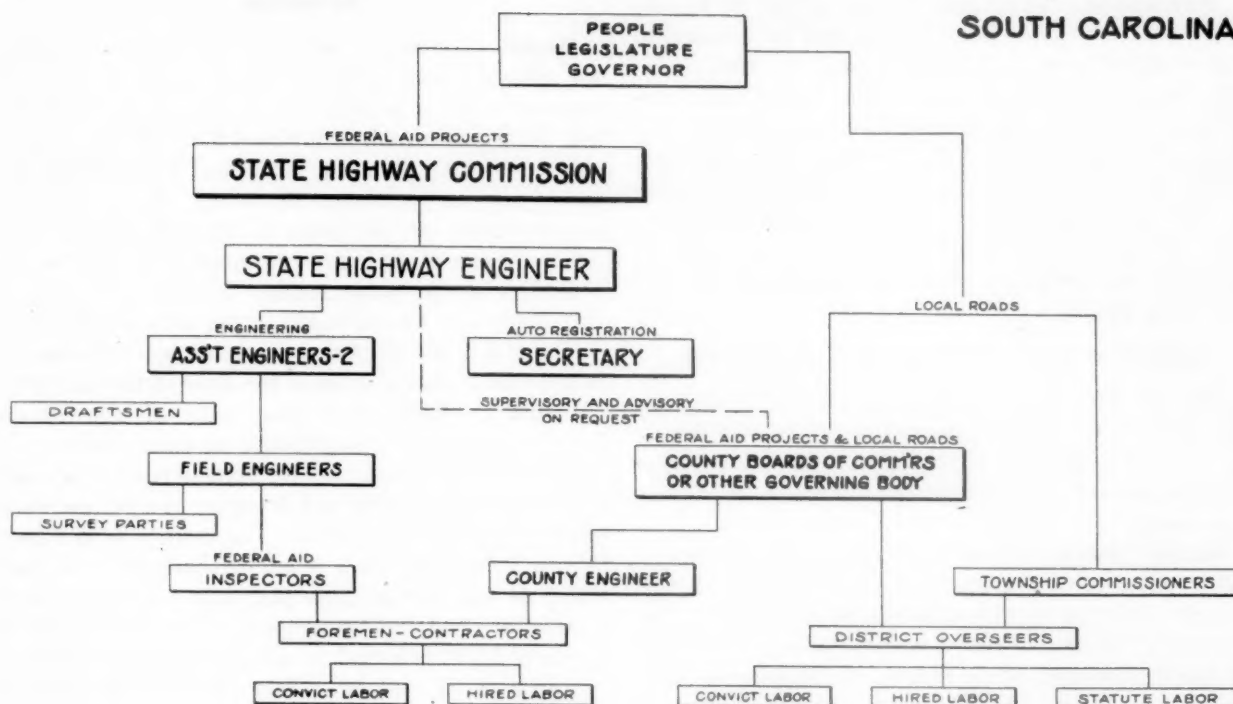 SOUTH CAROLINA
PEOPLE
LEGISLATURE
GOVERNOR
FEDERAL AID PROJECTS
STATE HIGHWAY COMMISSION
STATE HIGHWAY ENGINEER
LOCAL ROADS
ENGINEERING
ASS'T ENGINEERS-2
AUTO REGISTRATION
SECRETARY
DRAFTSMEN
SUPERVISORY AND ADVISORY
ON REQUEST
FEDERAL AID PROJECTS & LOCAL ROADS
COUNTY BOARDS OF COMM'RS
OR OTHER GOVERNING BODY
FIELD ENGINEERS
SURVEY PARTIES
FEDERAL AID
INSPECTORS
COUNTY ENGINEER
TOWNSHIP COMMISSIONERS
FOREMEN-CONTRACTORS
DISTRICT OVERSEERS
CONVICT LABOR
HIRED LABOR
CONVICT LABOR
HIRED LABOR
STATUTE LABOR